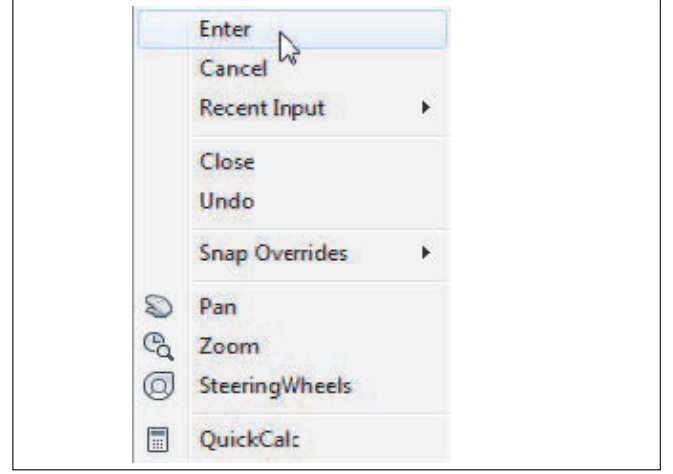 Enter
Cancel
Recent Input
Close
Undo
Snap Overrides
Pan
Zoom
SteeringWheels
QuickCalc